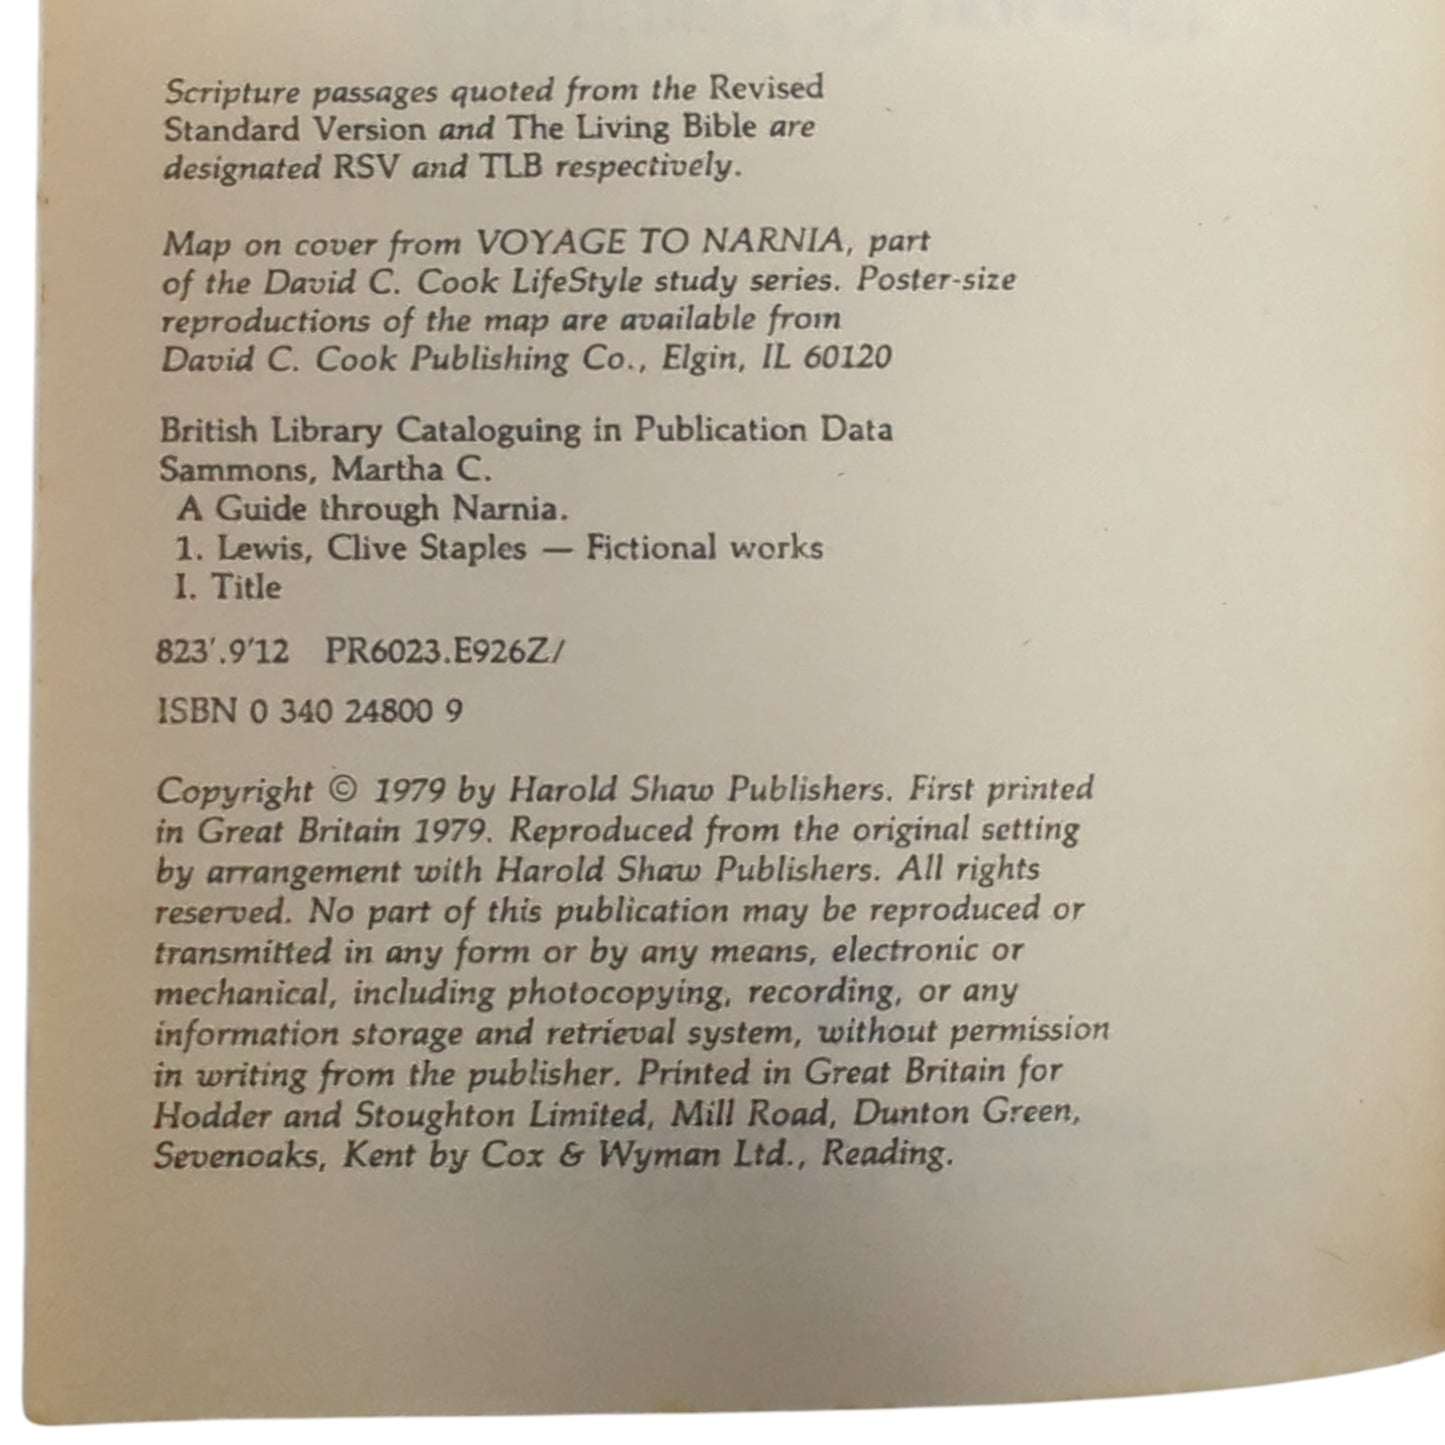 Scripture passages quoted from the Revised
Standard Version and The Living Bible are
designated RSV and TLB respectively.
Map on cover from VOYAGE TO NARNIA, part
of the David C. Cook LifeStyle study series. Poster-size
reproductions of the map are available from
David C. Cook Publishing Co., Elgin, IL 60120
British Library Cataloguing in Publication Data
Sammons, Martha C.
A Guide through Narnia.
1. Lewis, Clive Staples — Fictional works
I. Title
823'.9'12 PR6023.E926Z/
ISBN 0 340 24800 9
Copyright © 1979 by Harold Shaw Publishers. First printed
in Great Britain 1979. Reproduced from the original setting
by arrangement with Harold Shaw Publishers. All rights
reserved. No part of this publication may be reproduced or
transmitted in any form or by any means, electronic or
mechanical, including photocopying, recording, or any
information storage and retrieval system, without permission
in writing from the publisher. Printed in Great Britain for
Hodder and Stoughton Limited, Mill Road, Dunton Green,
Sevenoaks, Kent by Cox & Wyman Ltd., Reading.